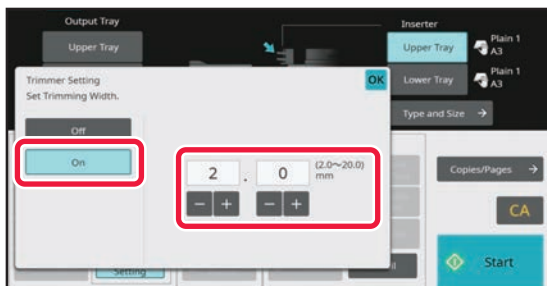 Output Tray
Inserter
Upper Tray
Upper Tray
Plain 1
A3
Trimmer Setting
OK
Lower Tray
Plain 1
A3
Set Trimming Width.
Type and Size →
Off
On
2 . 0 (2.0～20.0)
mm
− + − +
Copies/Pages →
CA
Setting
Start